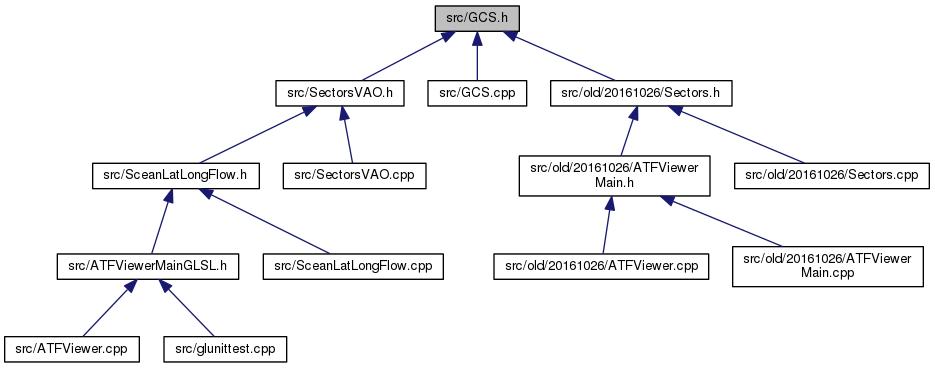 src/GCS.h
src/SectorsVAO.h
src/GCS.cpp
src/old/20161026/Sectors.h
src/SceanLatLongFlow.h
src/SectorsVAO.cpp
src/old/20161026/ATFViewer
Main.h
src/old/20161026/Sectors.cpp
src/ATFViewerMainGLSL.h
src/SceanLatLongFlow.cpp
src/old/20161026/ATFViewer.cpp
src/old/20161026/ATFViewer
Main.cpp
src/ATFViewer.cpp
src/glunittest.cpp